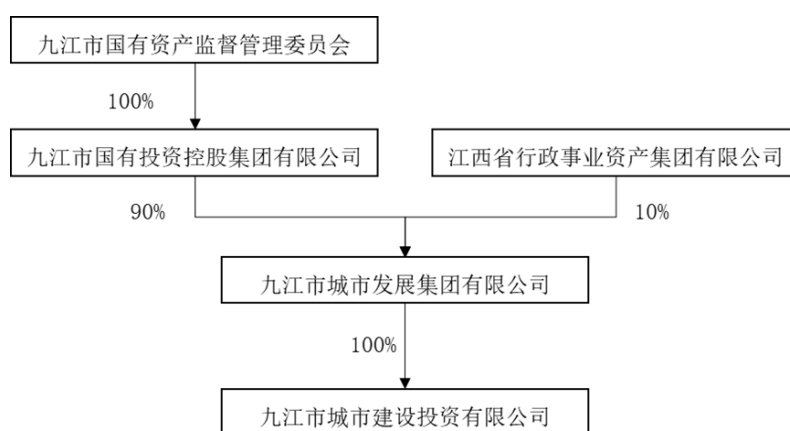 九江市国有资产监督管理委员会
100%
九江市国有投资控股集团有限公司
江西省行政事业资产集团有限公司
90%
10%
九江市城市发展集团有限公司
100%
九江市城市建设投资有限公司